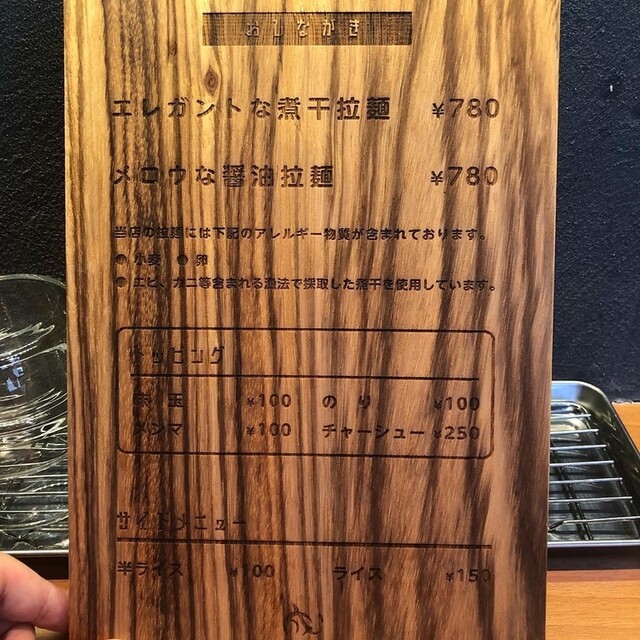 おしながき
エレガントな煮干拉麺 ¥780
メロウな醤油拉麺 ¥780
当店の拉麺には下記のアレルギー物質が含まれております。
● 小麦 ● 卵
● エビ、カニ等含まれる漁法で採取した煮干を使用しています。
トッピング
味 玉 ¥100 の り ¥100
メンマ ¥100 チャーシュー ¥250
サイドメニュー
半ライス ¥100 ライス ¥150